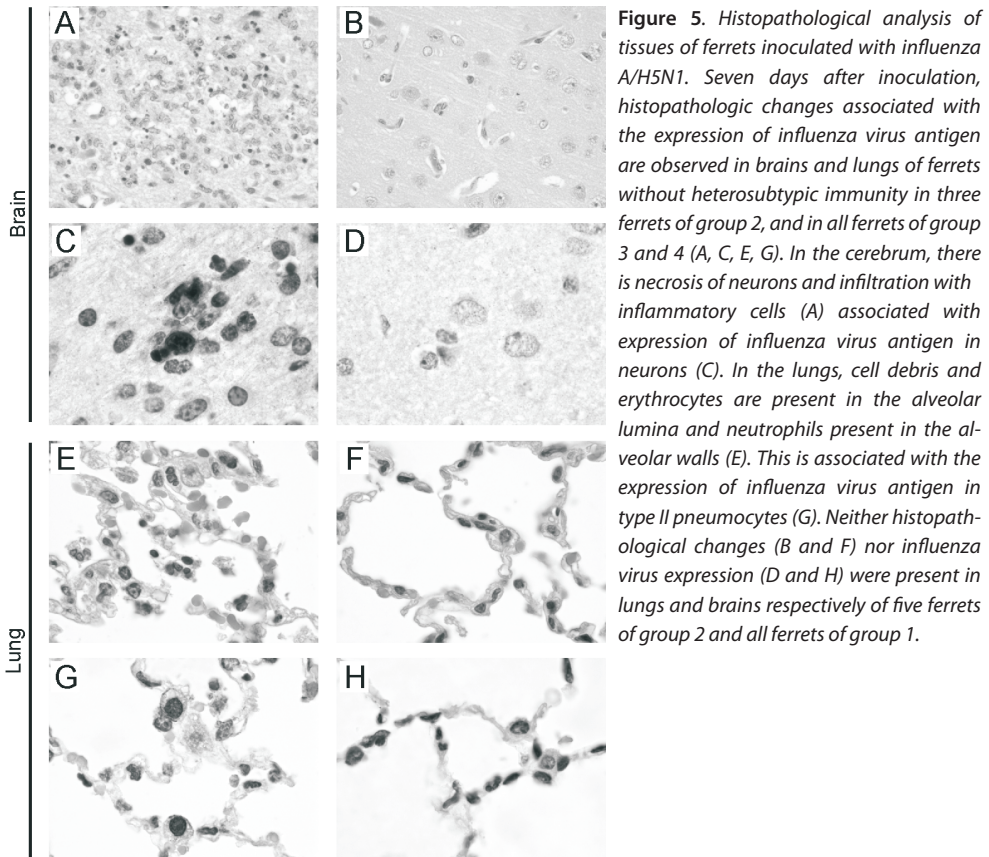 A
B
C
D
Brain
E
F
G
H
Lung
Figure 5. Histopathological analysis of
tissues of ferrets inoculated with influenza
A/H5N1. Seven days after inoculation,
histopathologic changes associated with
the expression of influenza virus antigen
are observed in brains and lungs of ferrets
without heterosubtypic immunity in three
ferrets of group 2, and in all ferrets of group
3 and 4 (A, C, E, G). In the cerebrum, there
is necrosis of neurons and infiltration with
inflammatory cells (A) associated with
expression of influenza virus antigen in
neurons (C). In the lungs, cell debris and
erythrocytes are present in the alveolar
lumina and neutrophils present in the al-
veolar walls (E). This is associated with the
expression of influenza virus antigen in
type II pneumocytes (G). Neither histopath-
ological changes (B and F) nor influenza
virus expression (D and H) were present in
lungs and brains respectively of five ferrets
of group 2 and all ferrets of group 1.